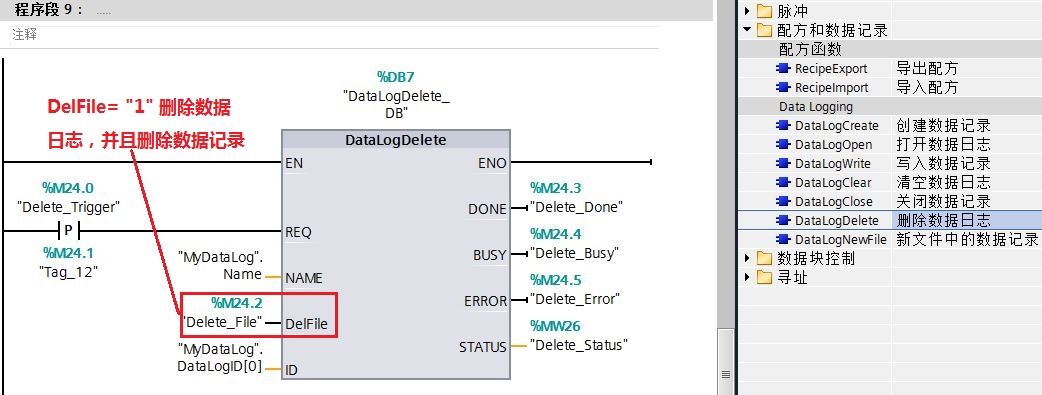 程序段 9： .....
注释
%DB7
"DataLogDelete_
DB"
DelFile= "1" 删除数据
日志，并且删除数据记录
DataLogDelete
EN
ENO
%M24.0
"Delete_Trigger"
P
%M24.1
"Tag_12"
REQ
%M24.3
DONE
"Delete_Done"
%M24.4
BUSY
"Delete_Busy"
"MyDataLog".
Name
NAME
%M24.5
ERROR
"Delete_Error"
%M24.2
"Delete_File"
DelFile
%MW26
STATUS
"Delete_Status"
"MyDataLog".
DataLogID[0]
ID
脉冲
配方和数据记录
配方函数
RecipeExport 导出配方
RecipeImport 导入配方
Data Logging
DataLogCreate 创建数据记录
DataLogOpen 打开数据日志
DataLogWrite 写入数据记录
DataLogClear 清空数据日志
DataLogClose 关闭数据记录
DataLogDelete 删除数据日志
DataLogNewFile 新文件中的数据记录
数据块控制
寻址